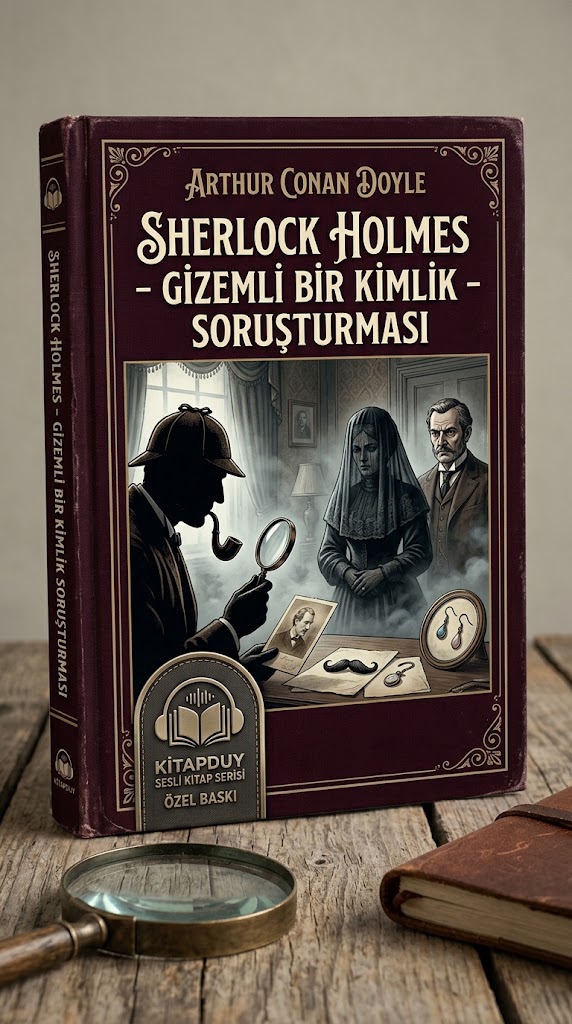 ARTHUR CONAN DOYLE
SHERLOCK HOLMES
- GİZEMLİ BİR KİMLİK -
SORUŞTURMASI
KİTAPDUY
SESLİ KİTAP SERİSİ
ÖZEL BASKI
SHERLOCK HOLMES - GİZEMLİ BİR KİMLİK SORUŞTURMASI
KİTAPDUY